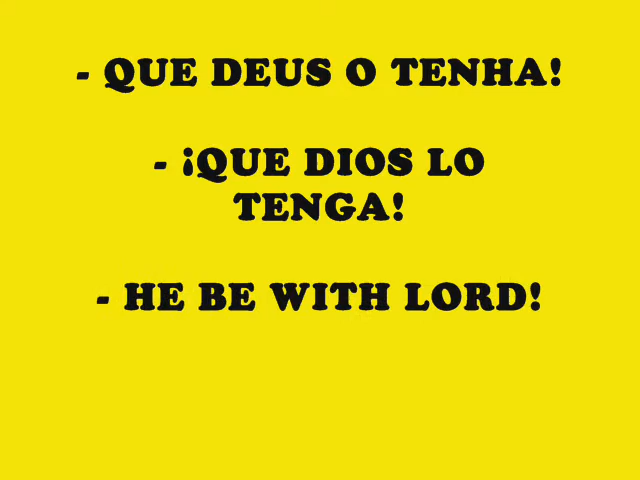 - QUE DEUS O TENHA!
- ¡QUE DIOS LO
TENGA!
- HE BE WITH LORD!